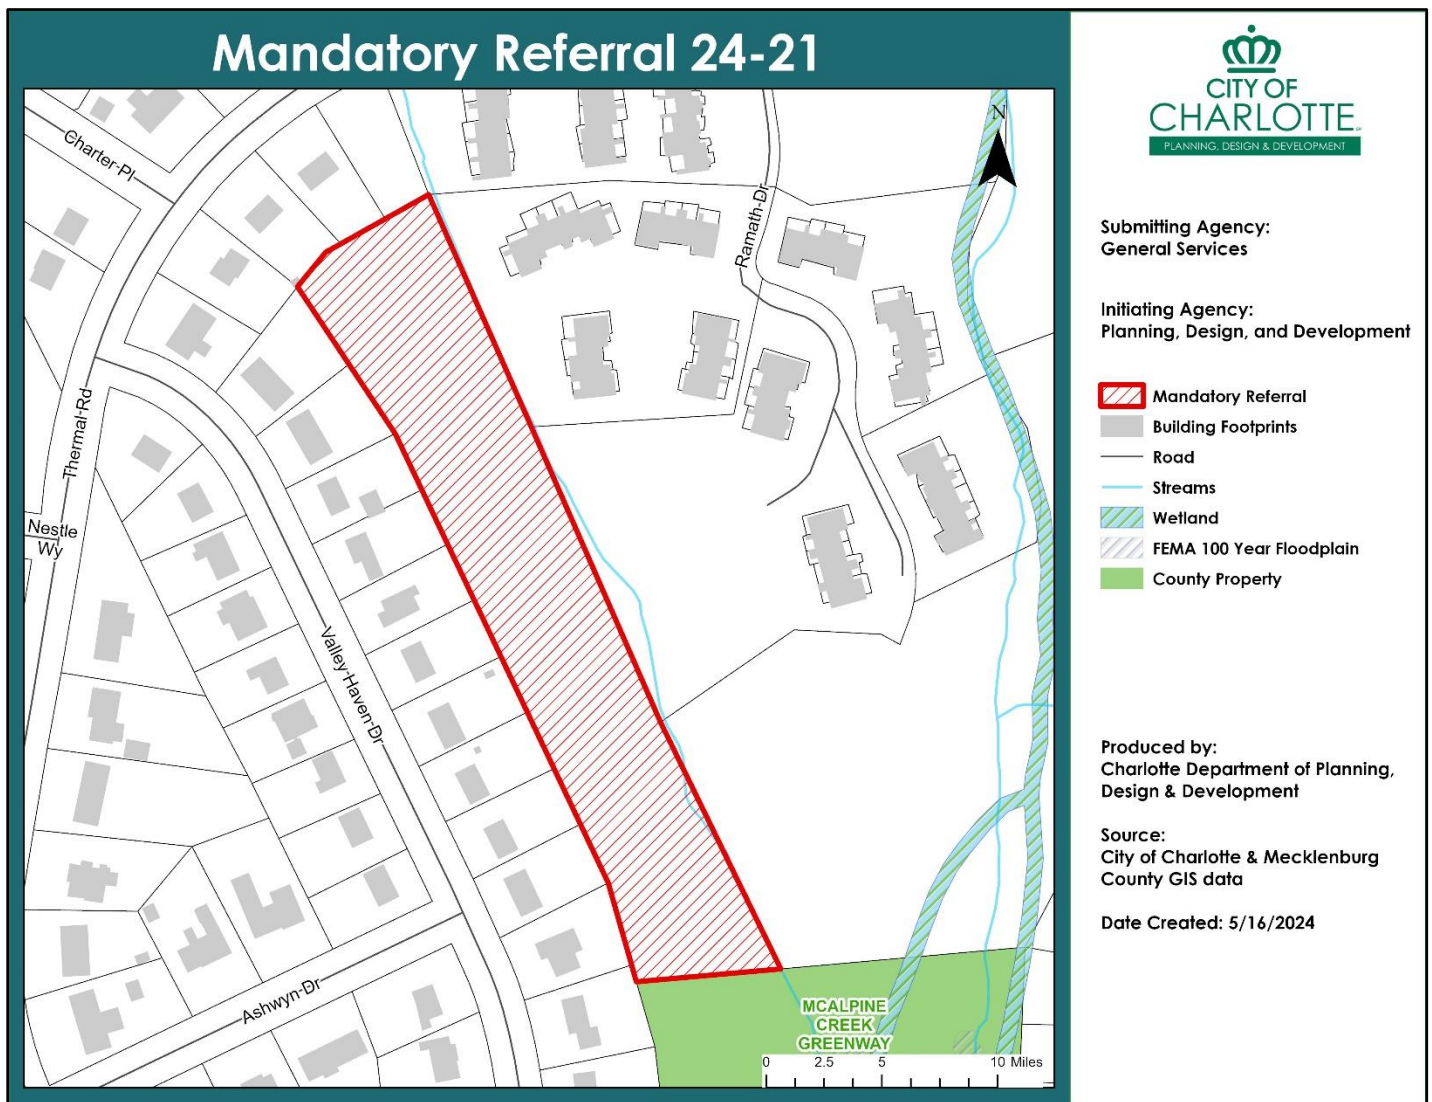 Mandatory Referral 24-21
Charter-Pl
Thermal-Rd
Nestle
Wy
Valley-Haven-Dr
Ashwyn-Dr
Ramath-Dr
N
MCALPINE
CREEK
GREENWAY
0 2.5 5 10 Miles
CITY OF
CHARLOTTE
PLANNING, DESIGN & DEVELOPMENT
Submitting Agency:
General Services
Initiating Agency:
Planning, Design, and Development
Mandatory Referral
Building Footprints
Road
Streams
Wetland
FEMA 100 Year Floodplain
County Property
Produced by:
Charlotte Department of Planning,
Design & Development
Source:
City of Charlotte & Mecklenburg
County GIS data
Date Created: 5/16/2024